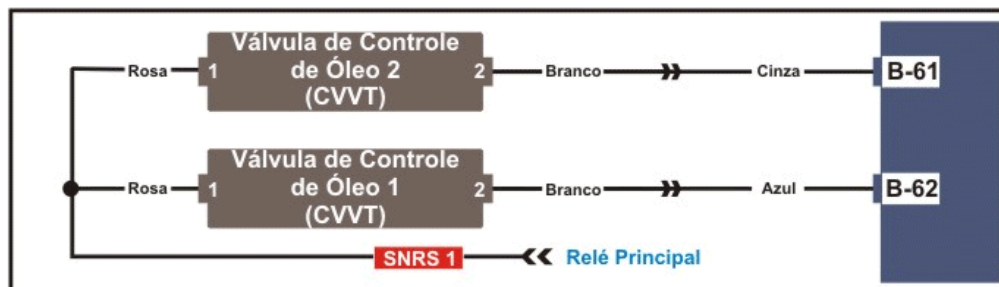 Válvula de Controle
de Óleo 2
(CVVT)
Rosa 1 2 Branco Cinza B-61
Válvula de Controle
de Óleo 1
(CVVT)
Rosa 1 2 Branco Azul B-62
SNRS 1 Relé Principal